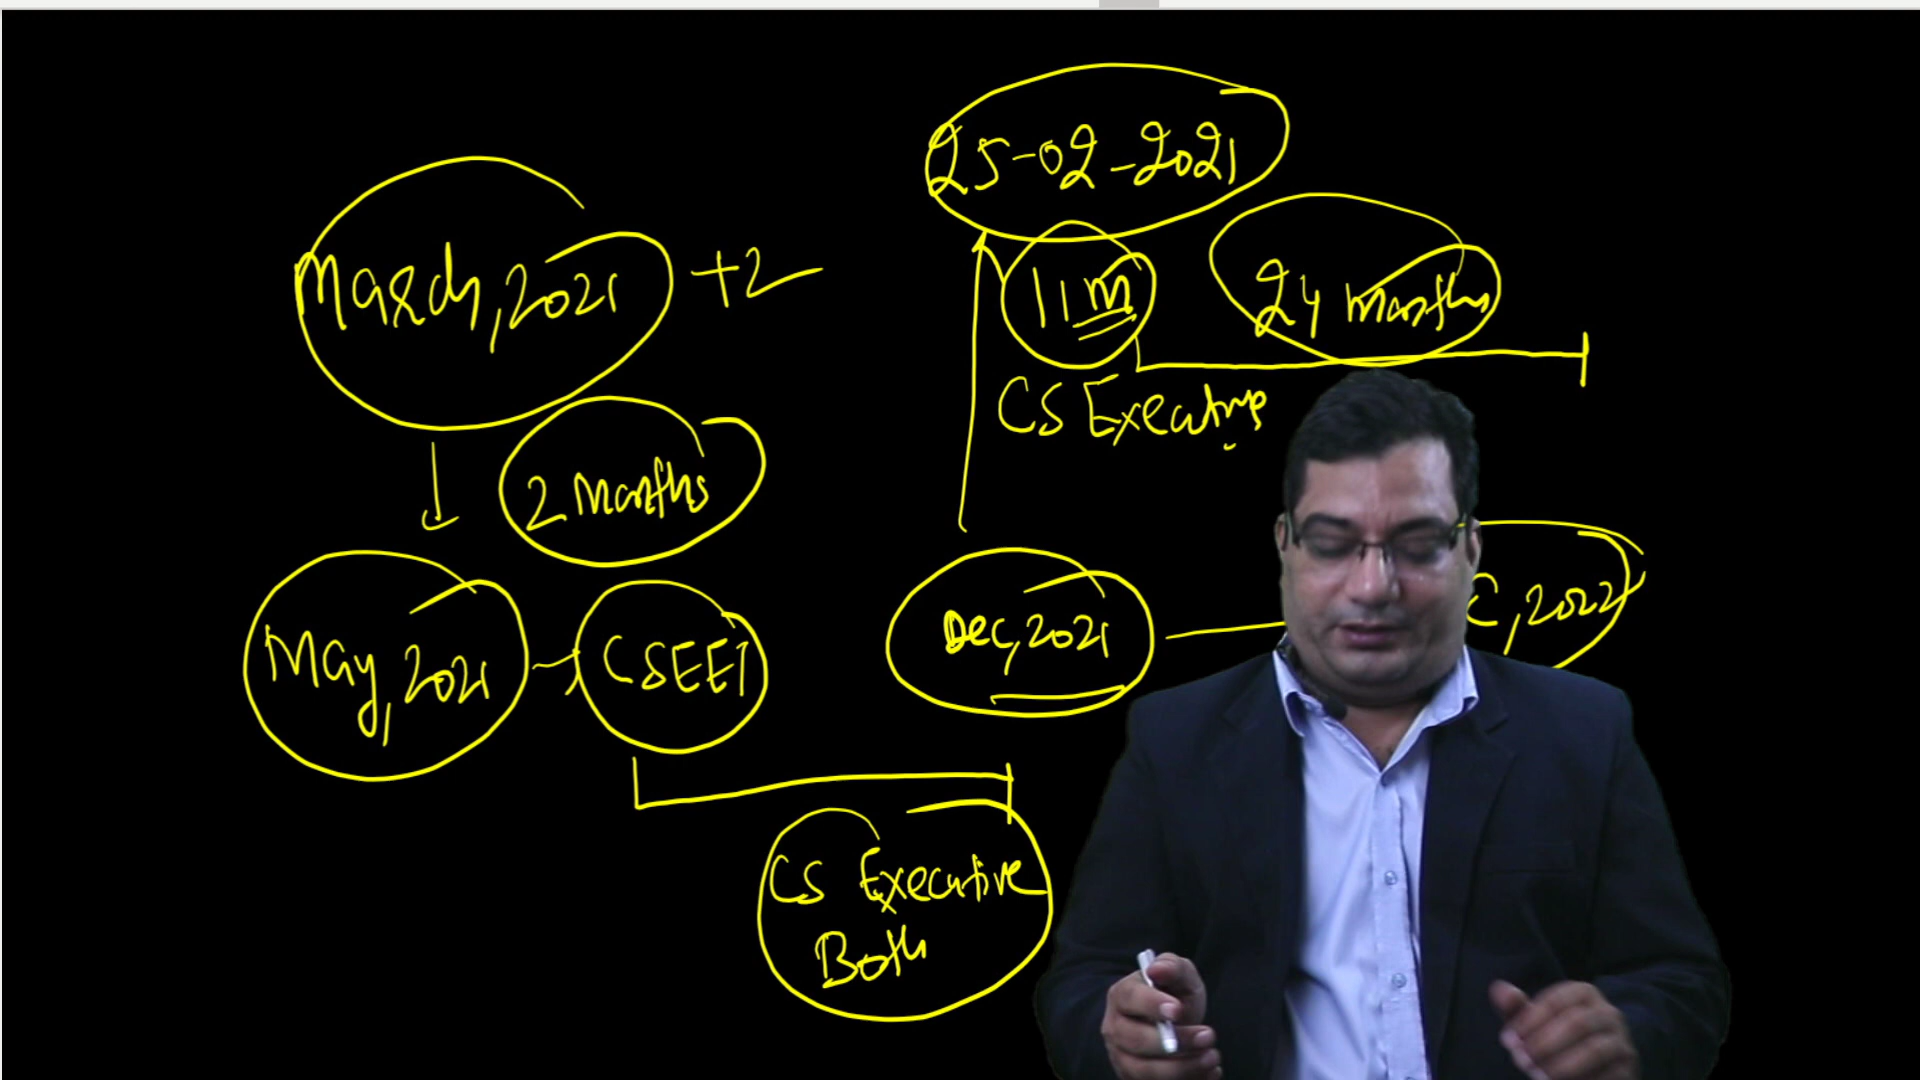 March, 2021 +2
2 Months
May, 2021 → CSEET
CS Executive
Both
25-02-2021
11m
24 months
CS Executive
Dec, 2021 — C, 2022